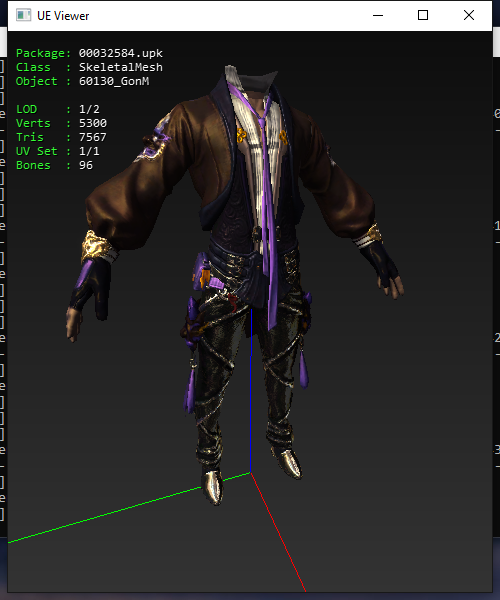 UE Viewer
Package: 00032584.upk
Class : SkeletalMesh
Object : 60130_GonM
LOD : 1/2
Verts : 5300
Tris : 7567
UV Set : 1/1
Bones : 96